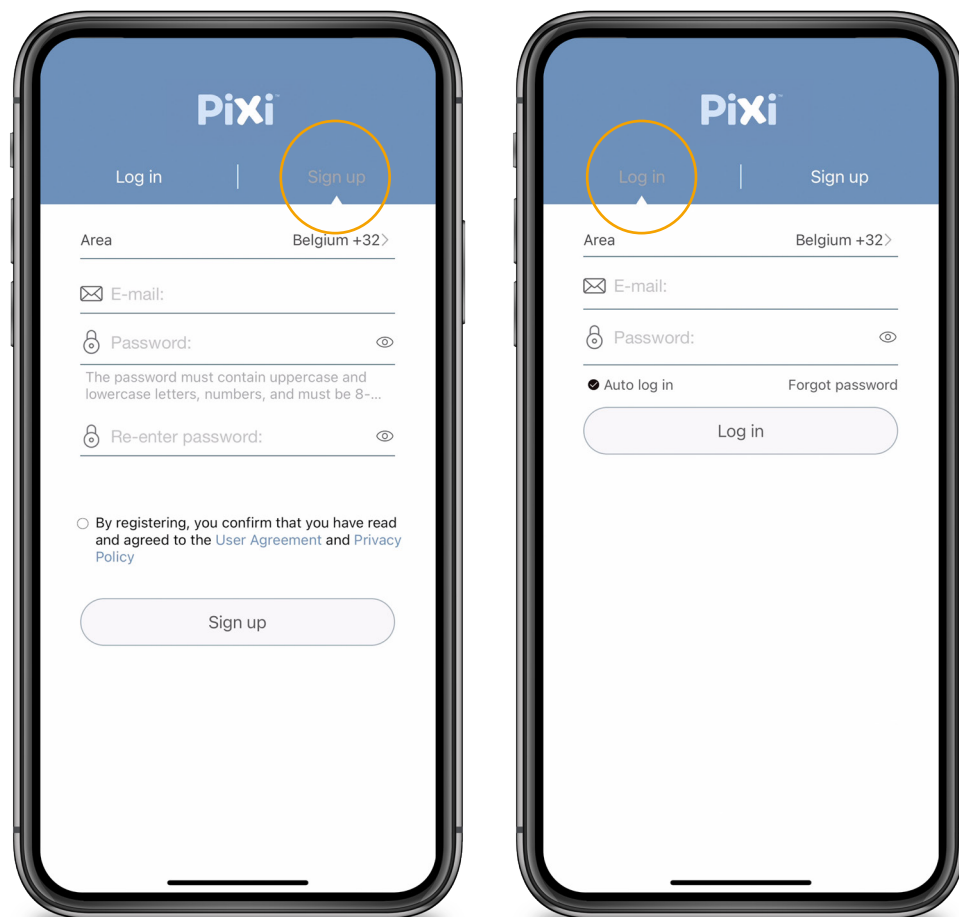 PiXi™
Log in
Sign up
Area
Belgium +32
E-mail:
Password:
The password must contain uppercase and
lowercase letters, numbers, and must be 8-...
Re-enter password:
By registering, you confirm that you have read
and agreed to the User Agreement and Privacy
Policy
Sign up
PiXi™
Log in
Sign up
Area
Belgium +32
E-mail:
Password:
Auto log in
Forgot password
Log in